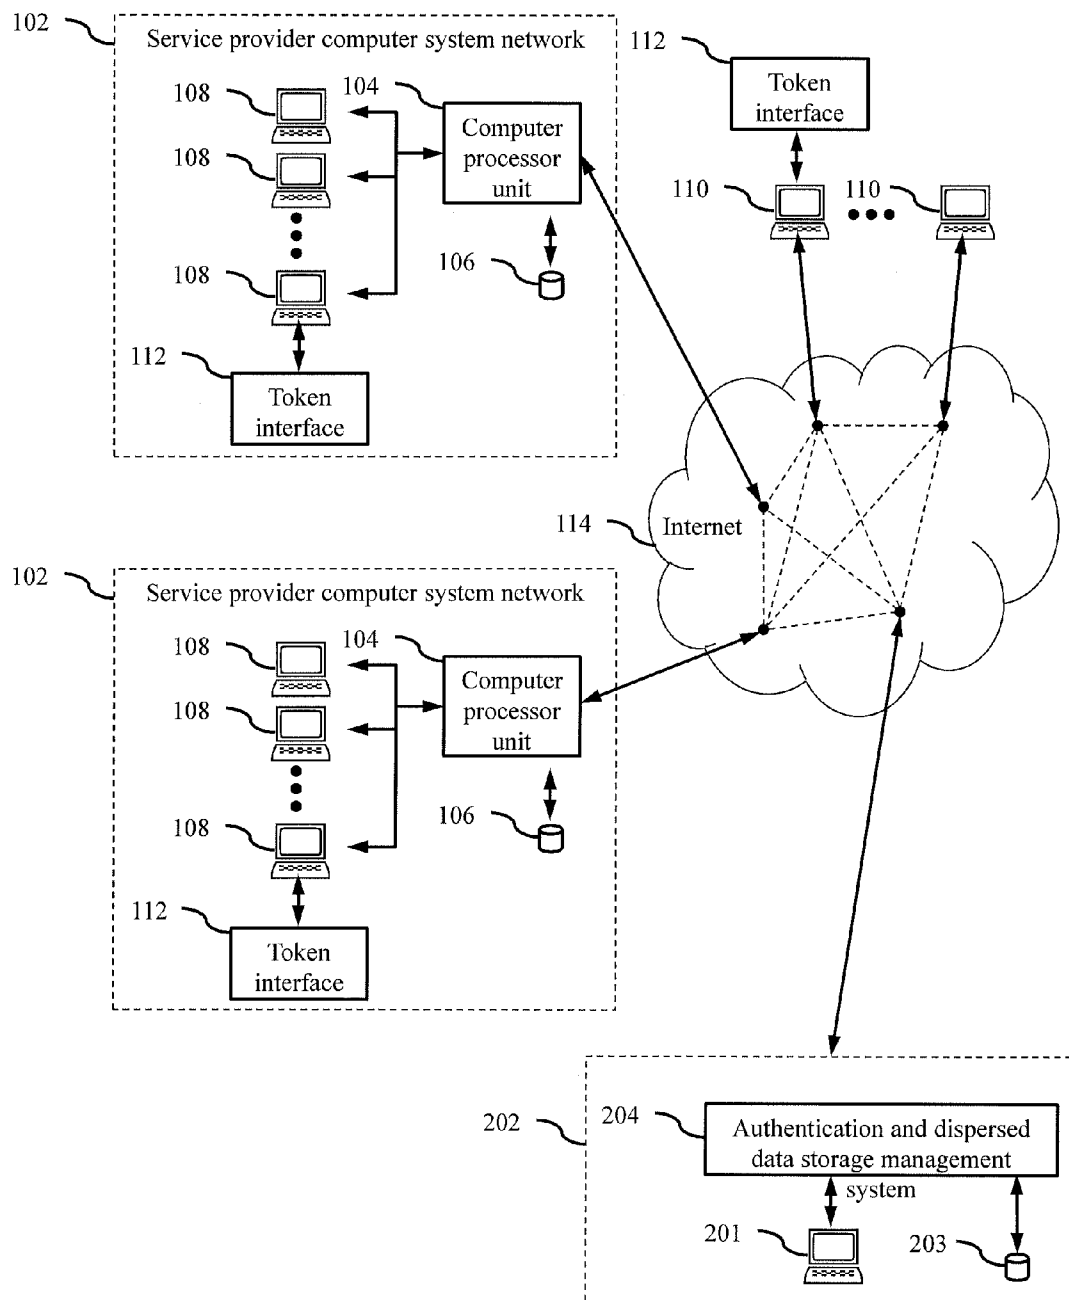 102
Service provider computer system network
108
104
Computer
processor
unit
108
106
108
112
Token
interface
112
Token
interface
110
110
114
Internet
102
Service provider computer system network
108
104
Computer
processor
unit
108
106
108
112
Token
interface
202
204
Authentication and dispersed
data storage management
system
201
203